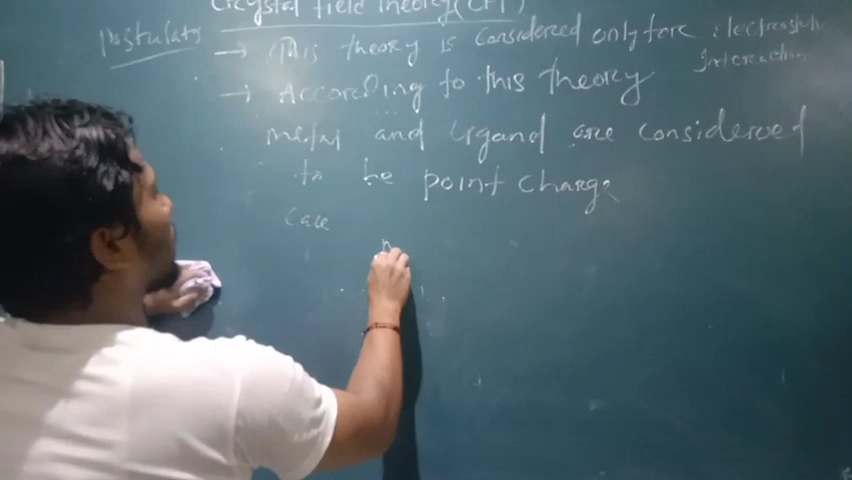 Crystal field theory (CFT)
Postulates → This theory is considered only for electrostatic
Interaction
→ According to this theory
metal and Ligand are considered
to be point charge
Case